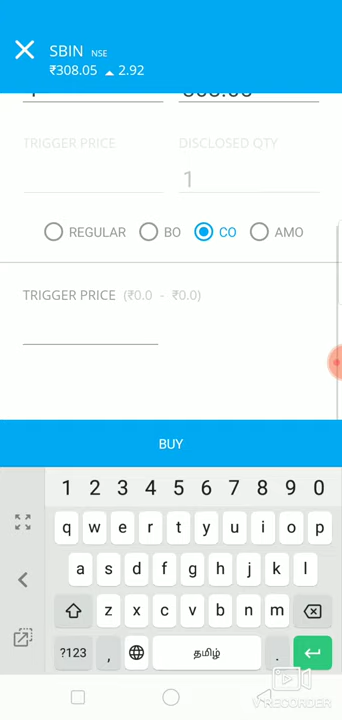 SBIN NSE
₹308.05 ▲ 2.92
TRIGGER PRICE DISCLOSED QTY
1
REGULAR BO CO AMO
TRIGGER PRICE (₹0.0 - ₹0.0)
BUY
1 2 3 4 5 6 7 8 9 0
q w e r t y u i o p
a s d f g h j k l
z x c v b n m
?123 , தமிழ் .
V RECORDER